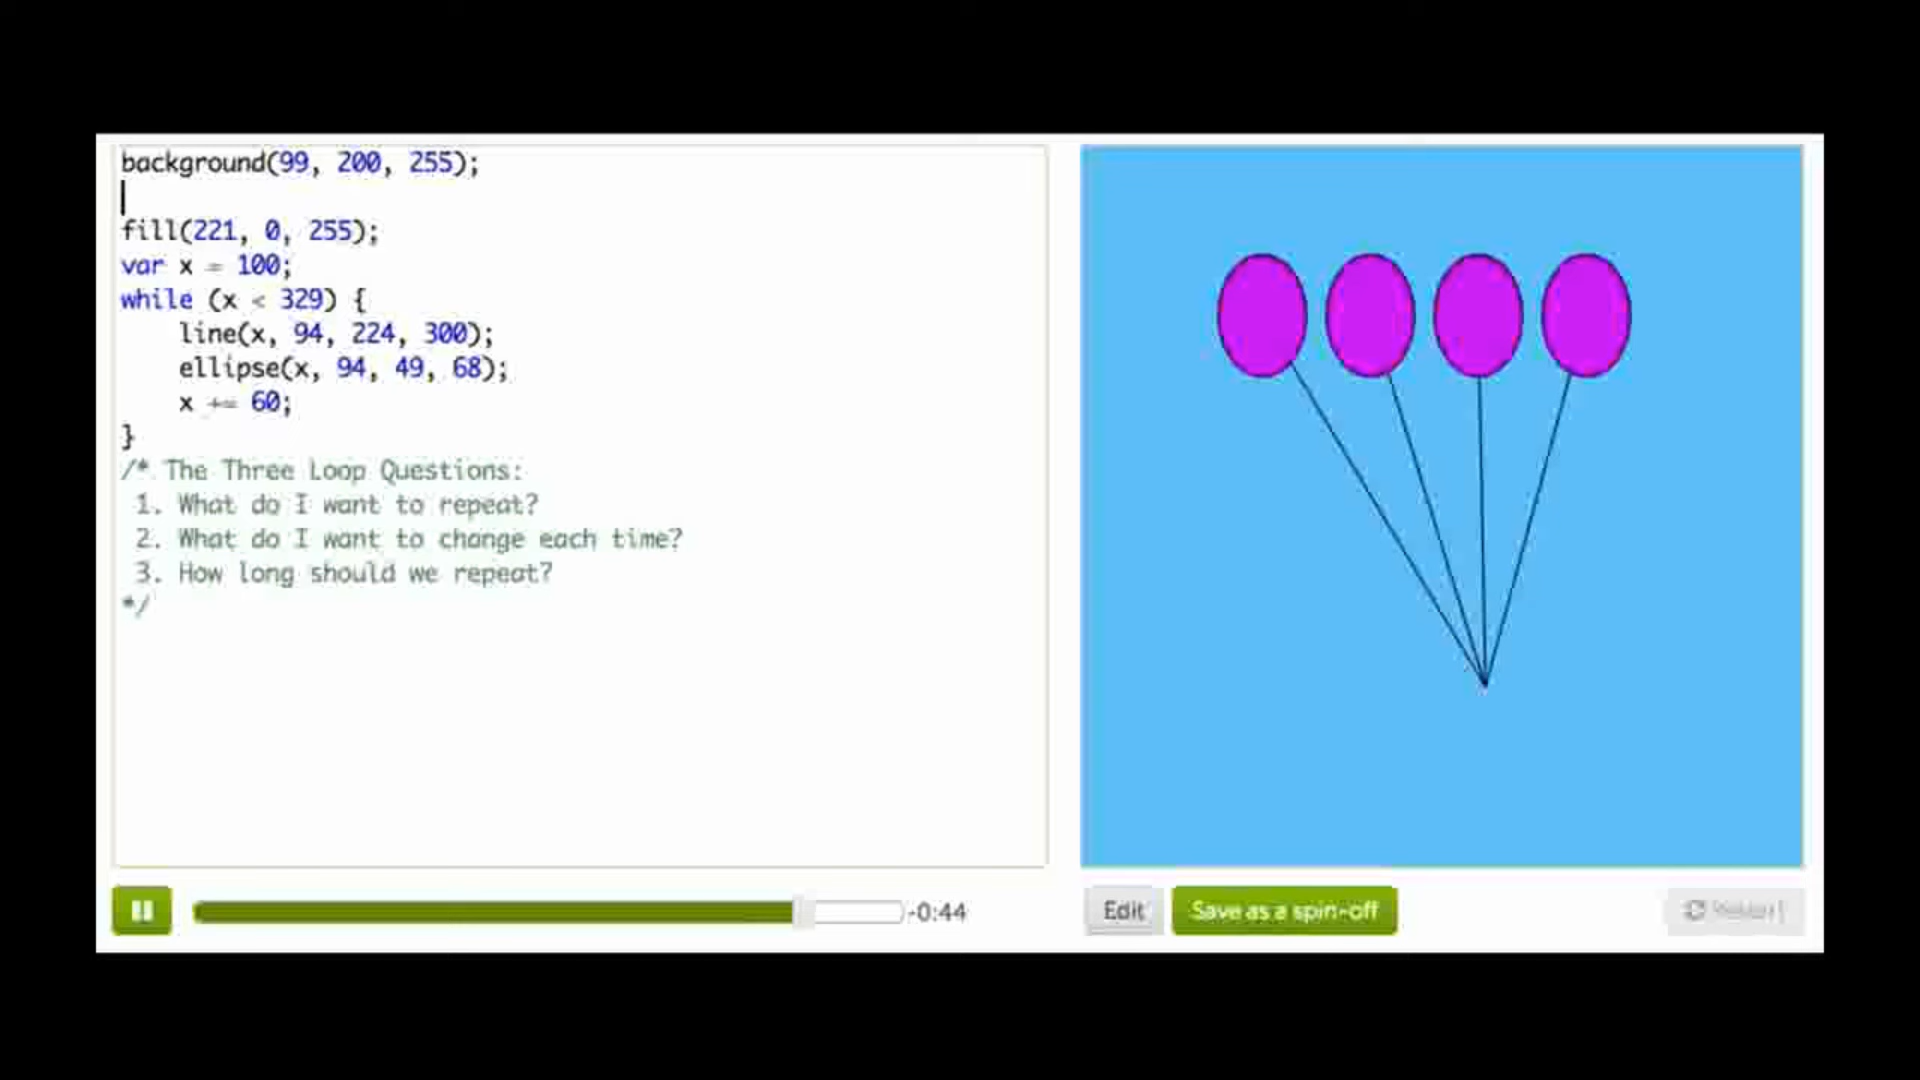 background(99, 200, 255);
fill(221, 0, 255);
var x = 100;
while (x < 329) {
line(x, 94, 224, 300);
ellipse(x, 94, 49, 68);
x += 60;
}
/* The Three Loop Questions:
1. What do I want to repeat?
2. What do I want to change each time?
3. How long should we repeat?
*/
-0:44
Edit
Save as a spin-off